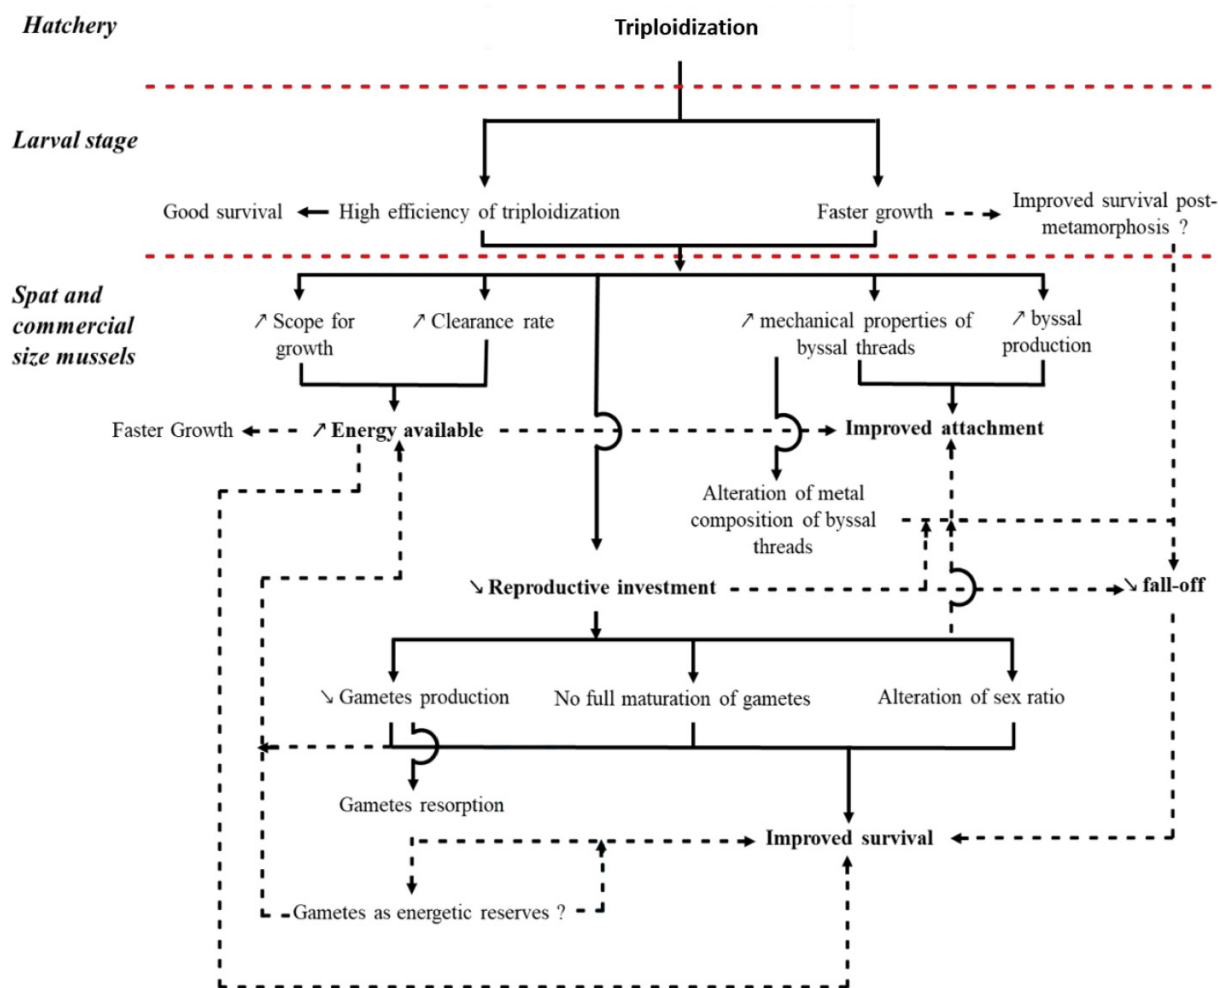 Hatchery
Triploidization
Larval stage
Good survival
High efficiency of triploidization
Faster growth
Improved survival post-
metamorphosis ?
Spat and
commercial
size mussels
↗ Scope for
growth
↗ Clearance rate
↗ mechanical properties of
byssal threads
↗ byssal
production
Faster Growth
↗ Energy available
Improved attachment
Alteration of metal
composition of byssal
threads
↘ Reproductive investment
↘ fall-off
↘ Gametes production
No full maturation of gametes
Alteration of sex ratio
Gametes resorption
Improved survival
Gametes as energetic reserves ?